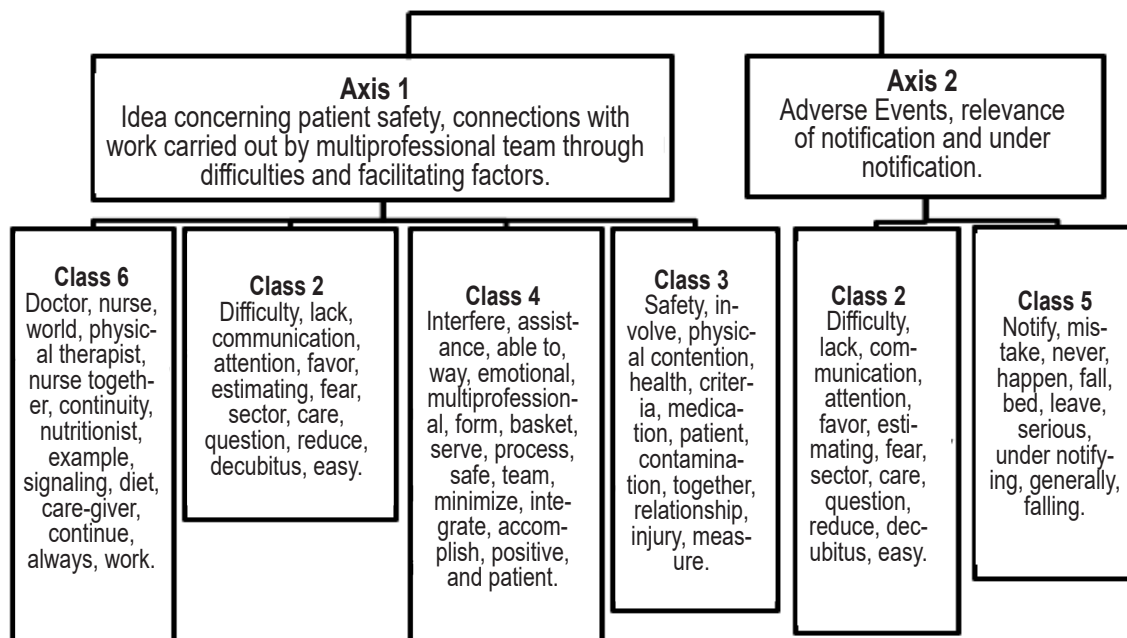 Axis 1
Idea concerning patient safety, connections with
work carried out by multiprofessional team through
difficulties and facilitating factors.
Axis 2
Adverse Events, relevance
of notification and under
notification.
Class 6
Doctor, nurse,
world, physic-
al therapist,
nurse togeth-
er, continuity,
nutritionist,
example,
signaling, diet,
care-giver,
continue,
always, work.
Class 2
Difficulty, lack,
communication,
attention, favor,
estimating, fear,
sector, care,
question, reduce,
decubitus, easy.
Class 4
Interfere, assist-
ance, able to,
way, emotional,
multiprofession-
al, form, basket,
serve, process,
safe, team,
minimize, inte-
grate, accom-
plish, positive,
and patient.
Class 3
Safety, in-
volve, physic-
al contention,
health, criter-
ia, medica-
tion, patient,
contamina-
tion, together,
relationship,
injury, meas-
ure.
Class 2
Difficulty,
lack, com-
munication,
attention,
favor, esti-
mating, fear,
sector, care,
question,
reduce, dec-
ubitus, easy.
Class 5
Notify, mis-
take, never,
happen, fall,
bed, leave,
serious,
under notify-
ing, generally,
falling.